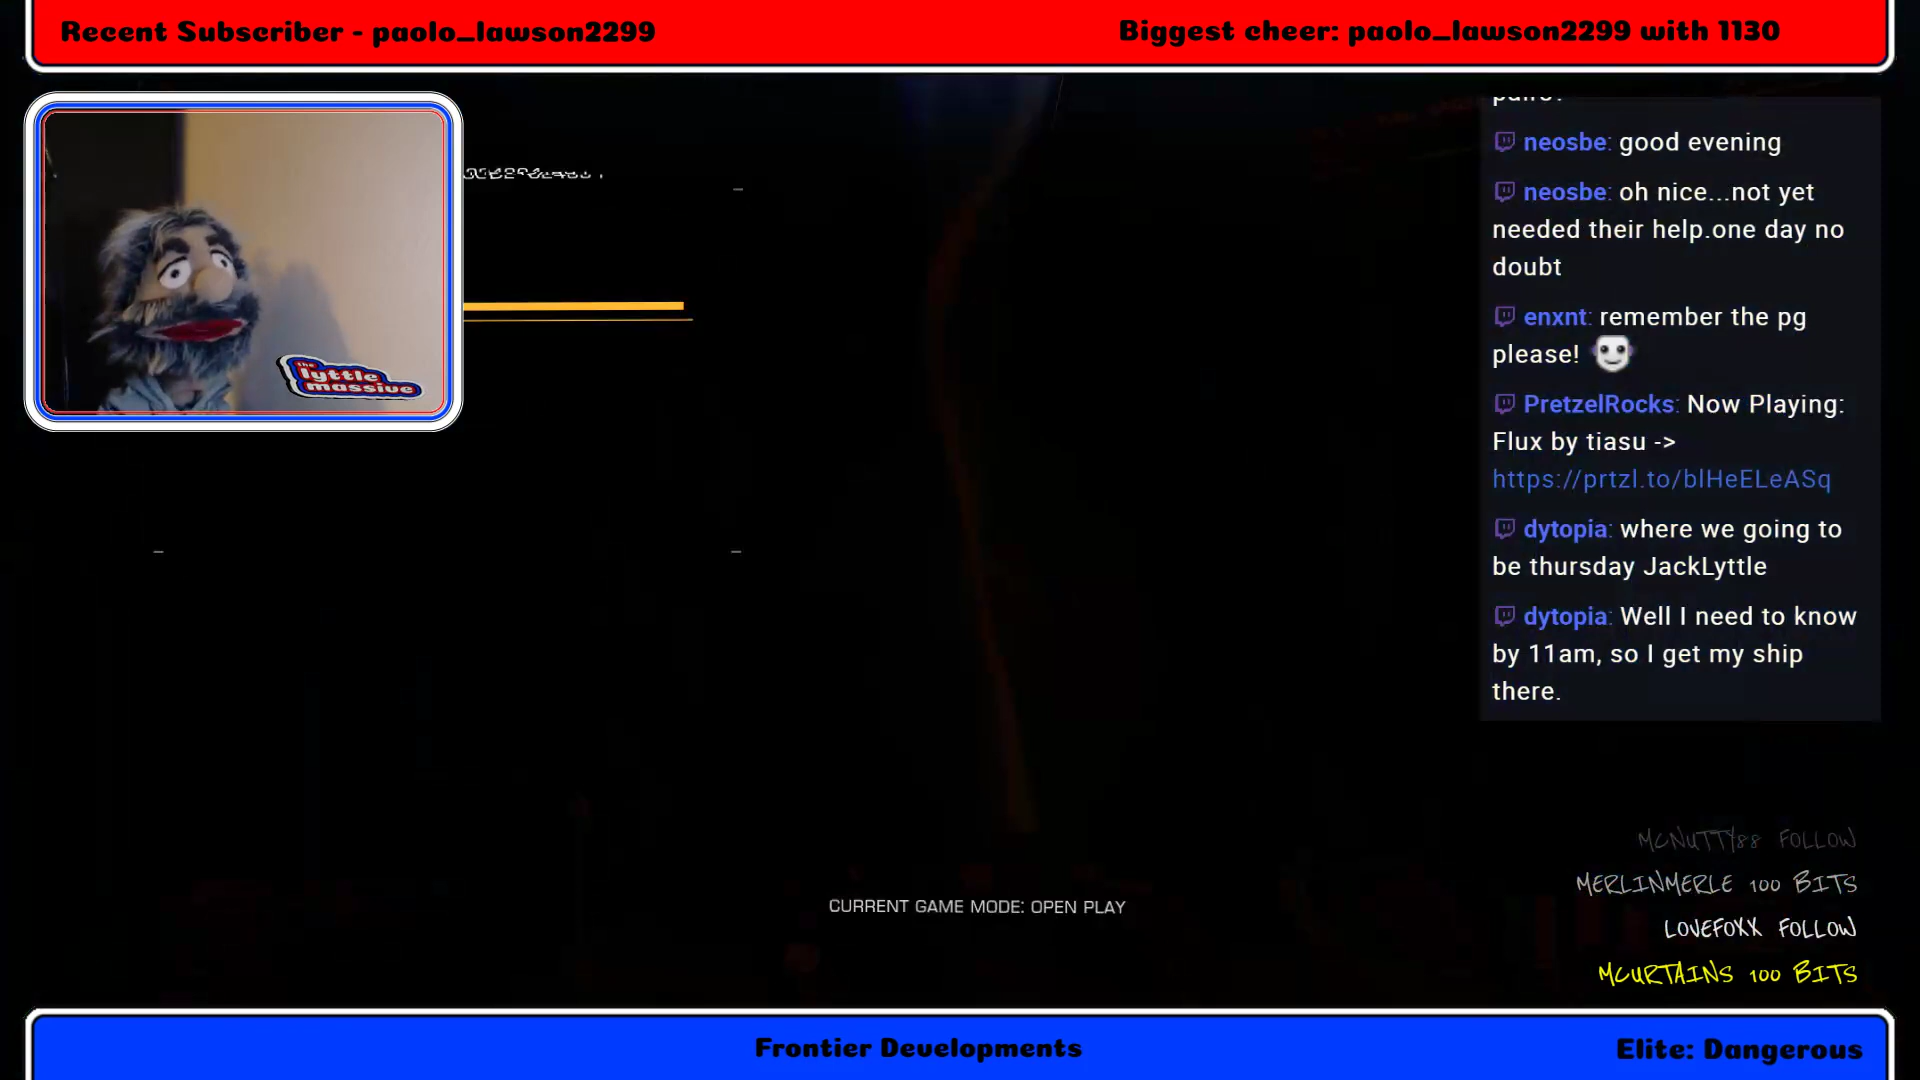 Recent Subscriber - paolo_lawson2299
Biggest cheer: paolo_lawson2299 with 1130
neosbe: good evening
neosbe: oh nice...not yet
needed their help.one day no
doubt
enxnt: remember the pg
please!
PretzelRocks: Now Playing:
Flux by tiasu ->
https://prtzl.to/blHeELeASq
dytopia: where we going to
be thursday JackLyttle
dytopia: Well I need to know
by 11am, so I get my ship
there.
the
lyttle
massive
CURRENT GAME MODE: OPEN PLAY
MCNUTTY88 FOLLOW
MERLINMERLE 100 BITS
LOVEFOXX FOLLOW
MCURTAINS 100 BITS
Frontier Developments
Elite: Dangerous